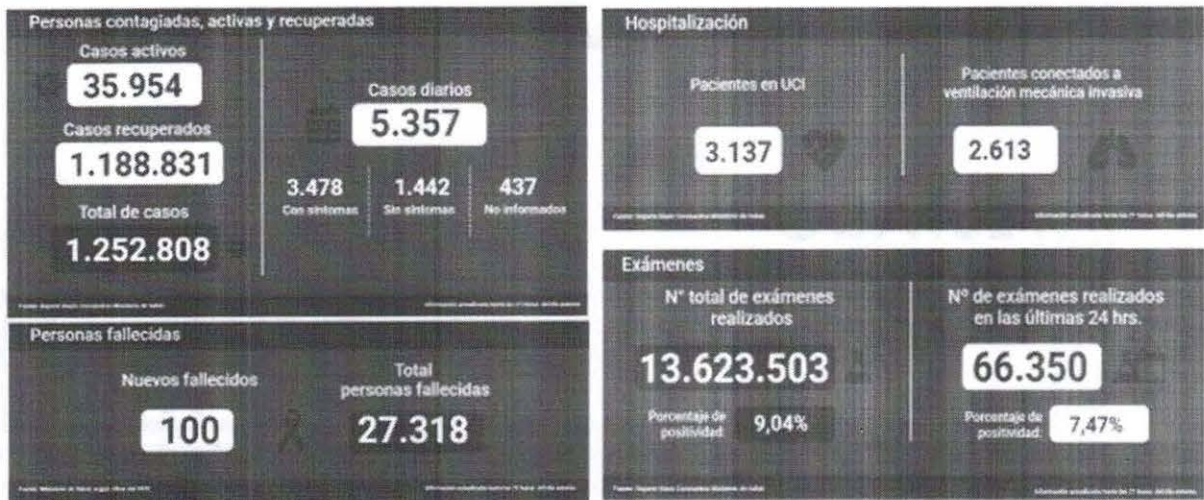 Personas contagiadas, activas y recuperadas
Casos activos
35.954
Casos recuperados
1.188.831
Total de casos
1.252.808
Casos diarios
5.357
3.478
Con síntomas
1.442
Sin síntomas
437
No informados
Personas fallecidas
Nuevos fallecidos
100
Total
personas fallecidas
27.318
Hospitalización
Pacientes en UCI
3.137
Pacientes conectados a
ventilación mecánica invasiva
2.613
Exámenes
N° total de exámenes
realizados
13.623.503
Porcentaje de
positividad:
9,04%
Nº de exámenes realizados
en las últimas 24 hrs.
66.350
Porcentaje de
positividad:
7,47%